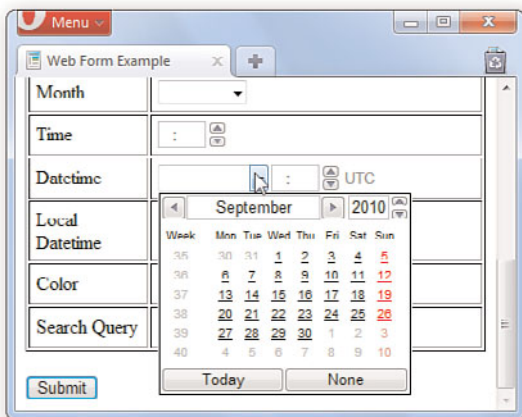 Menu
Web Form Example
Month
Time :
Datetime : UTC
Local
Datetime
Color
Search Query
September 2010
Week Mon Tue Wed Thu Fri Sat Sun
35 30 31 1 2 3 4 5
36 6 7 8 9 10 11 12
37 13 14 15 16 17 18 19
38 20 21 22 23 24 25 26
39 27 28 29 30 1 2 3
40 4 5 6 7 8 9 10
Today None
Submit